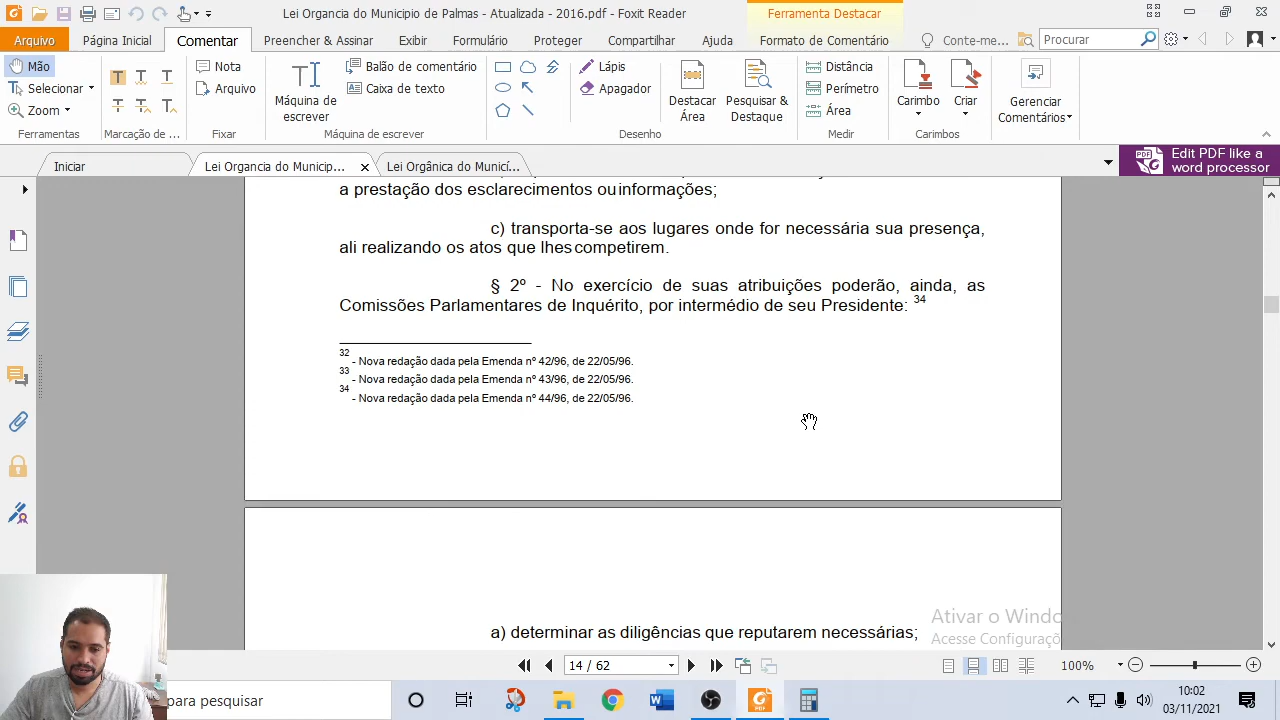 Lei Organcia do Municipio de Palmas - Atualizada - 2016.pdf - Foxit Reader
Ferramenta Destacar
Arquivo
Página Inicial
Comentar
Preencher & Assinar
Exibir
Formulário
Proteger
Compartilhar
Ajuda
Formato de Comentário
Conte-me...
Procurar
Mão
Selecionar
Zoom
Ferramentas
Marcação de ...
Nota
Arquivo
Fixar
Máquina de
escrever
Balão de comentário
Caixa de texto
Máquina de escrever
Lápis
Apagador
Destacar
Área
Pesquisar &
Destaque
Desenho
Distância
Perímetro
Área
Medir
Carimbo
Criar
Carimbos
Gerenciar
Comentários
Iniciar
Lei Organcia do Municip...
Lei Orgânica do Municí...
Edit PDF like a
word processor
a prestação dos esclarecimentos ou informações;
c) transporta-se aos lugares onde for necessária sua presença,
ali realizando os atos que lhes competirem.
§ 2º - No exercício de suas atribuições poderão, ainda, as
Comissões Parlamentares de Inquérito, por intermédio de seu Presidente: 34
32 - Nova redação dada pela Emenda nº 42/96, de 22/05/96.
33 - Nova redação dada pela Emenda nº 43/96, de 22/05/96.
34 - Nova redação dada pela Emenda nº 44/96, de 22/05/96.
a) determinar as diligências que reputarem necessárias;
Ativar o Windo
Acesse Configuraçõ
14 / 62
100%
para pesquisar
10:02
03/11/2021